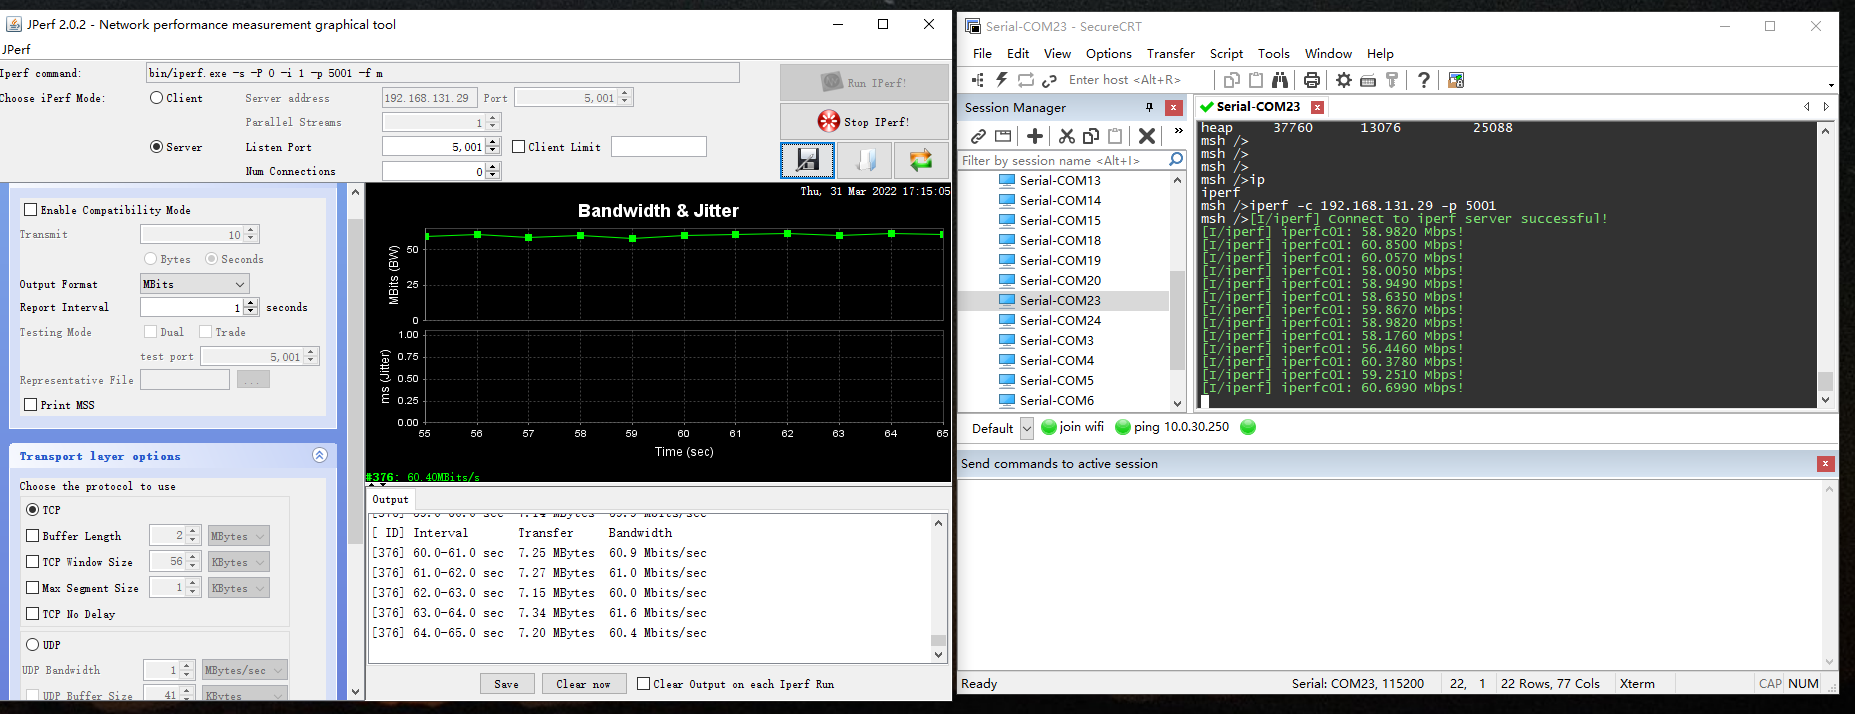 JPerf 2.0.2 - Network performance measurement graphical tool
JPerf
Iperf command:
bin/iperf.exe -s -P 0 -i 1 -p 5001 -f m
Choose iPerf Mode:
Client
Server address
192.168.131.29
Port
5,001
Parallel Streams
1
Server
Listen Port
5,001
Client Limit
Num Connections
0
Run IPerf!
Stop IPerf!
Enable Compatibility Mode
Transmit
10
Bytes
Seconds
Output Format
MBits
Report Interval
1
seconds
Testing Mode
Dual
Trade
test port
5,001
Representative File
...
Print MSS
Transport layer options
Choose the protocol to use
TCP
Buffer Length
2
MBytes
TCP Window Size
56
KBytes
Max Segment Size
1
KBytes
TCP No Delay
UDP
UDP Bandwidth
1
MBytes/sec
UDP Buffer Size
41
KBytes
Thu, 31 Mar 2022 17:15:05
Bandwidth & Jitter
MBits (BW)
50
25
0
ms (Jitter)
1.00
0.75
0.50
0.25
0.00
55 56 57 58 59 60 61 62 63 64 65
Time (sec)
#376: 60.40MBits/s
Output
[ ID] Interval Transfer Bandwidth
[376] 60.0-61.0 sec 7.25 MBytes 60.9 Mbits/sec
[376] 61.0-62.0 sec 7.27 MBytes 61.0 Mbits/sec
[376] 62.0-63.0 sec 7.15 MBytes 60.0 Mbits/sec
[376] 63.0-64.0 sec 7.34 MBytes 61.6 Mbits/sec
[376] 64.0-65.0 sec 7.20 MBytes 60.4 Mbits/sec
Save
Clear now
Clear Output on each Iperf Run
Serial-COM23 - SecureCRT
File Edit View Options Transfer Script Tools Window Help
Enter host <Alt+R>
Session Manager
Filter by session name <Alt+I>
Serial-COM13
Serial-COM14
Serial-COM15
Serial-COM18
Serial-COM19
Serial-COM20
Serial-COM23
Serial-COM24
Serial-COM3
Serial-COM4
Serial-COM5
Serial-COM6
Serial-COM23
heap 37760 13076 25088
msh />
msh />
msh />
msh />ip
iperf
msh />iperf -c 192.168.131.29 -p 5001
msh />[I/iperf] Connect to iperf server successful!
[I/iperf] iperfc01: 58.9820 Mbps!
[I/iperf] iperfc01: 60.8500 Mbps!
[I/iperf] iperfc01: 60.0570 Mbps!
[I/iperf] iperfc01: 58.0050 Mbps!
[I/iperf] iperfc01: 58.9490 Mbps!
[I/iperf] iperfc01: 58.6350 Mbps!
[I/iperf] iperfc01: 59.8670 Mbps!
[I/iperf] iperfc01: 58.9820 Mbps!
[I/iperf] iperfc01: 58.1760 Mbps!
[I/iperf] iperfc01: 56.4460 Mbps!
[I/iperf] iperfc01: 60.3780 Mbps!
[I/iperf] iperfc01: 59.2510 Mbps!
[I/iperf] iperfc01: 60.6990 Mbps!
Default
join wifi
ping 10.0.30.250
Send commands to active session
Ready
Serial: COM23, 115200
22, 1
22 Rows, 77 Cols
Xterm
CAP NUM